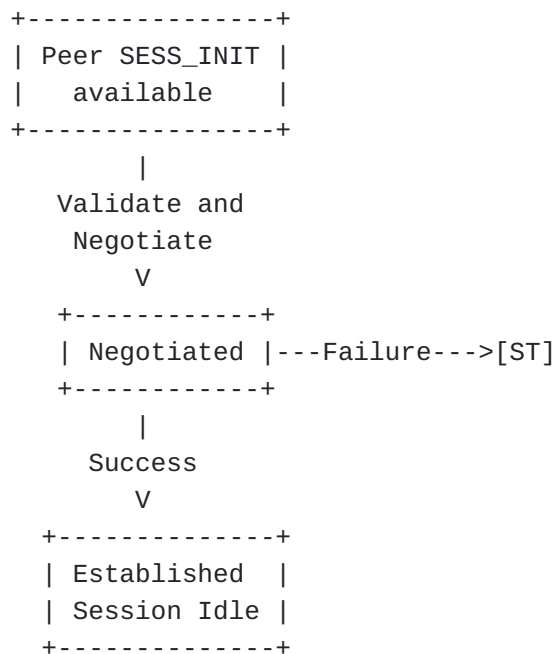 +----------------+
| Peer SESS_INIT |
|   available    |
+----------------+
        |
   Validate and
    Negotiate
        V
   +------------+
   | Negotiated |---Failure--->[ST]
   +------------+
        |
     Success
        V
  +--------------+
  | Established  |
  | Session Idle |
  +--------------+